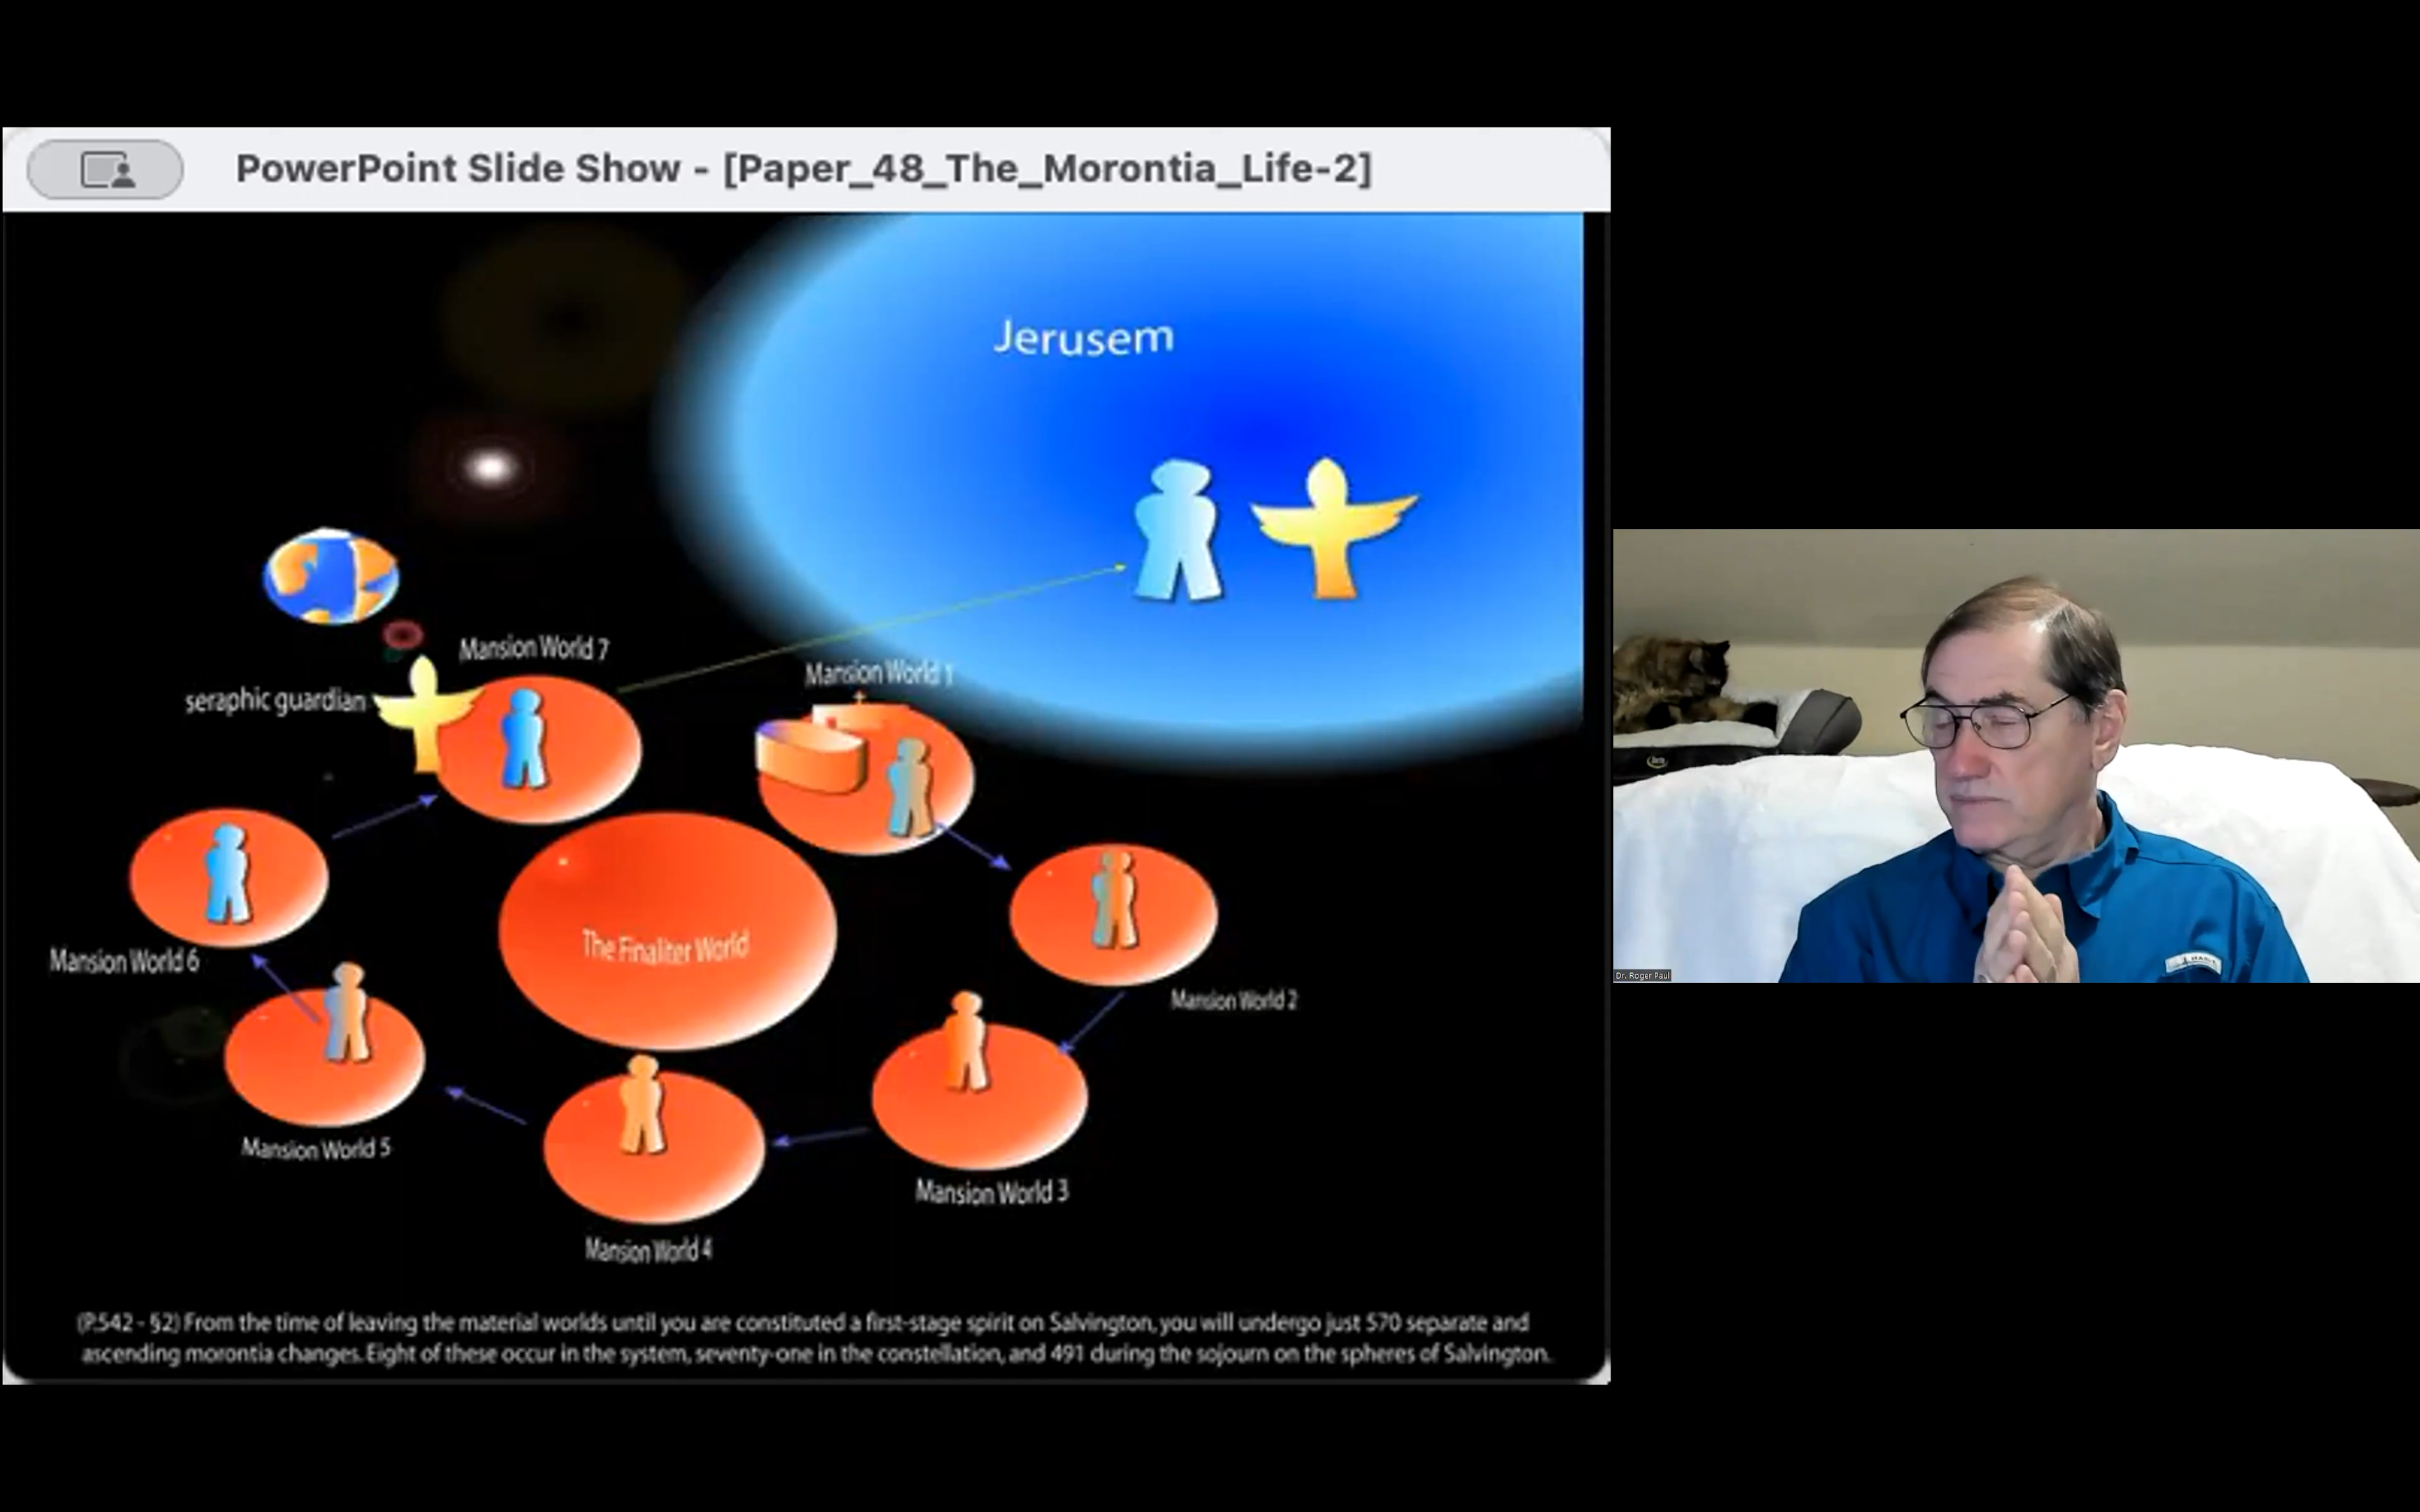 PowerPoint Slide Show - [Paper_48_The_Morontia_Life-2]
Jerusem
Mansion World 7
Mansion World 1
seraphic guardian
The Finaliter World
Mansion World 6
Mansion World 2
Mansion World 5
Mansion World 3
Mansion World 4
(P.542 - §2) From the time of leaving the material worlds until you are constituted a first-stage spirit on Salvington, you will undergo just 570 separate and
ascending morontia changes. Eight of these occur in the system, seventy-one in the constellation, and 491 during the sojourn on the spheres of Salvington.
Dr. Roger Paul